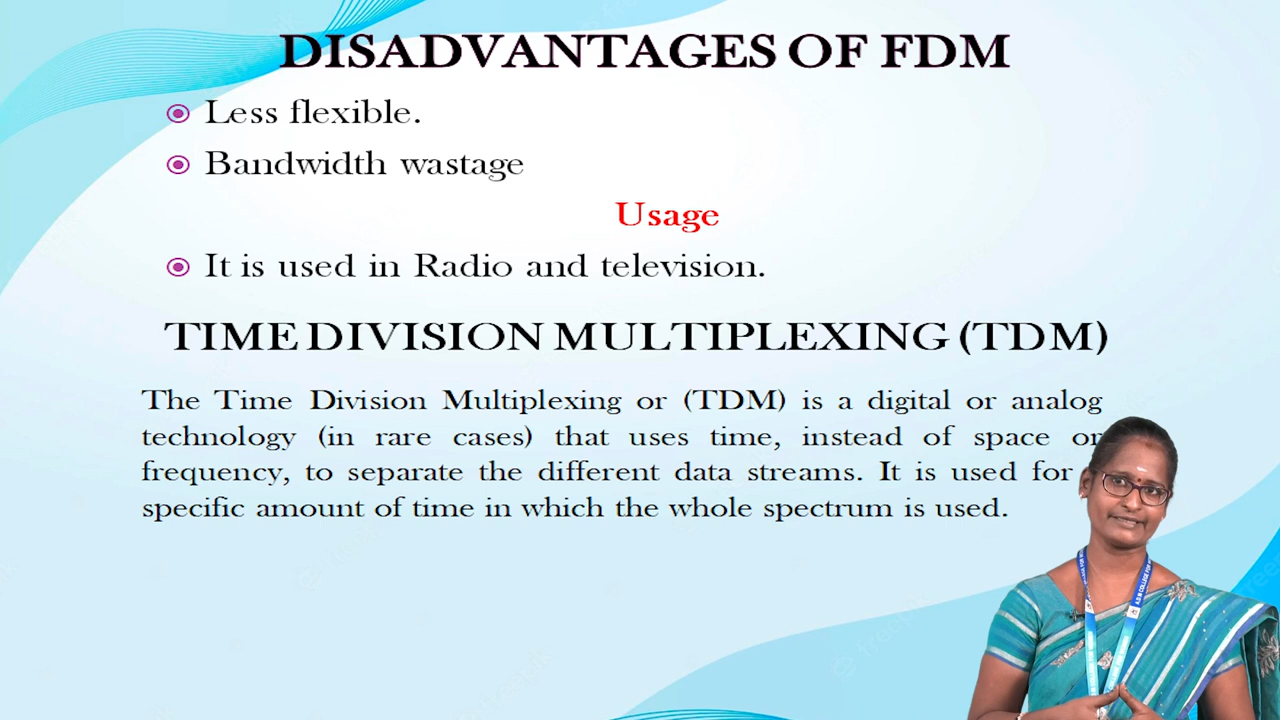 DISADVANTAGES OF FDM
Less flexible.
Bandwidth wastage
Usage
It is used in Radio and television.
TIME DIVISION MULTIPLEXING (TDM)
The Time Division Multiplexing or (TDM) is a digital or analog
technology (in rare cases) that uses time, instead of space or
frequency, to separate the different data streams. It is used for
specific amount of time in which the whole spectrum is used.
A.D.M COLLEGE FOR